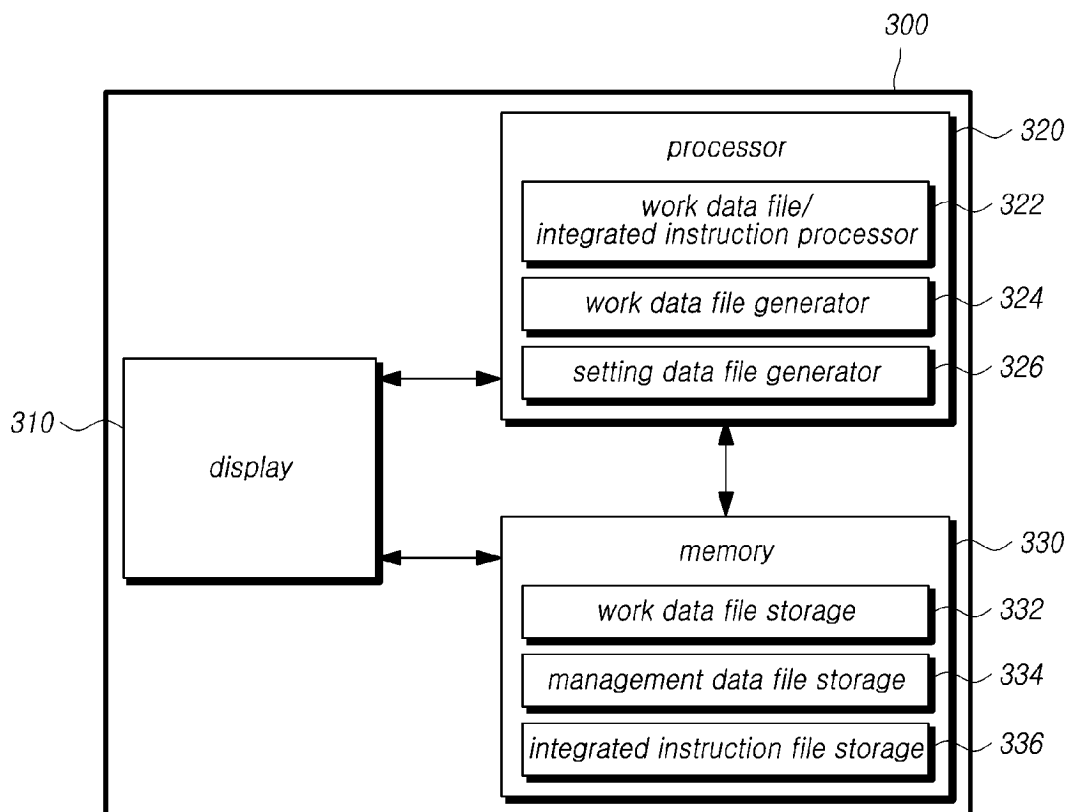 300
processor
320
work data file/
integrated instruction processor
322
work data file generator
324
setting data file generator
326
310
display
memory
330
work data file storage
332
management data file storage
334
integrated instruction file storage
336